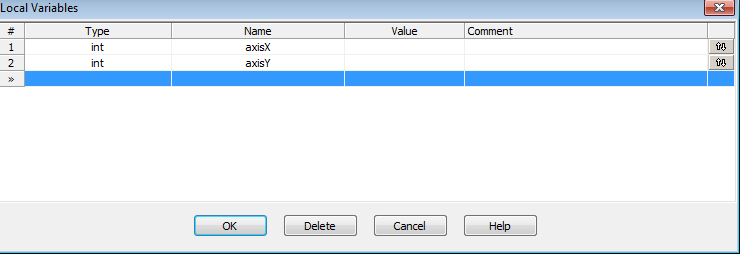 Local Variables
# Type Name Value Comment
1 int axisX
2 int axisY
»
OK Delete Cancel Help